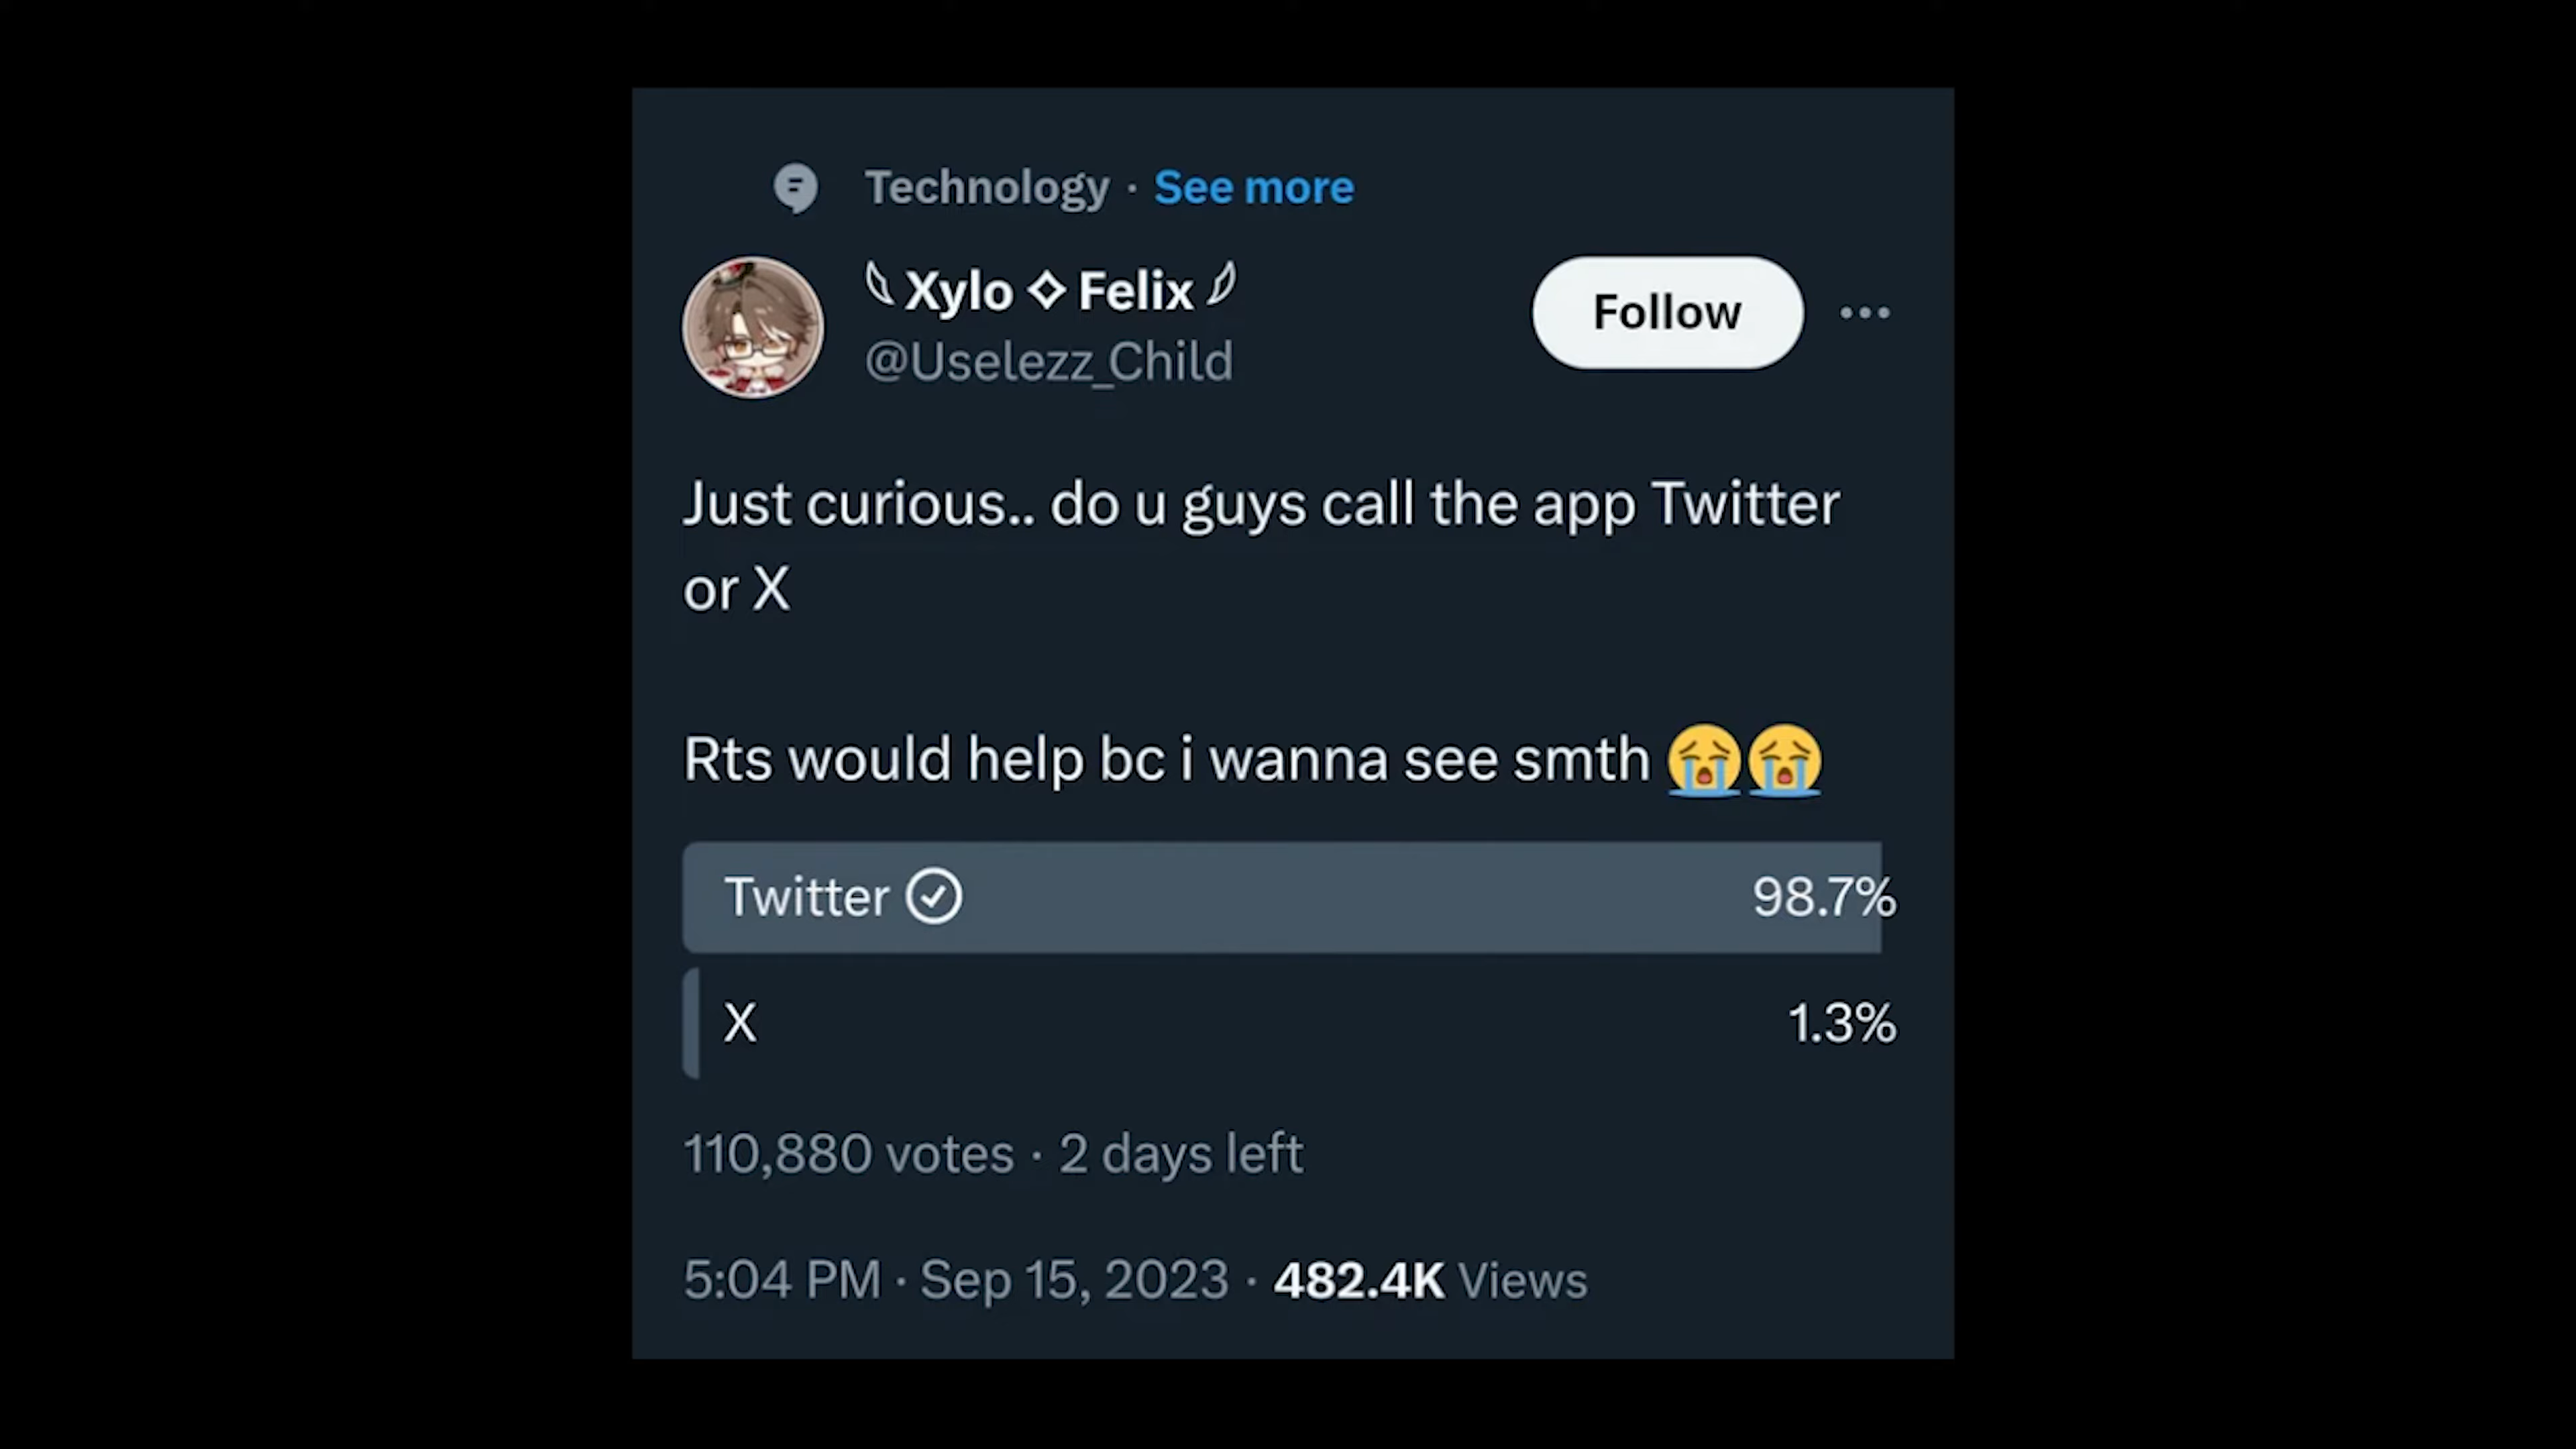 Technology · See more
Xylo ⟡ Felix
Follow
@Uselezz_Child
Just curious.. do u guys call the app Twitter
or X
Rts would help bc i wanna see smth 😭😭
Twitter 98.7%
X 1.3%
110,880 votes · 2 days left
5:04 PM · Sep 15, 2023 · 482.4K Views